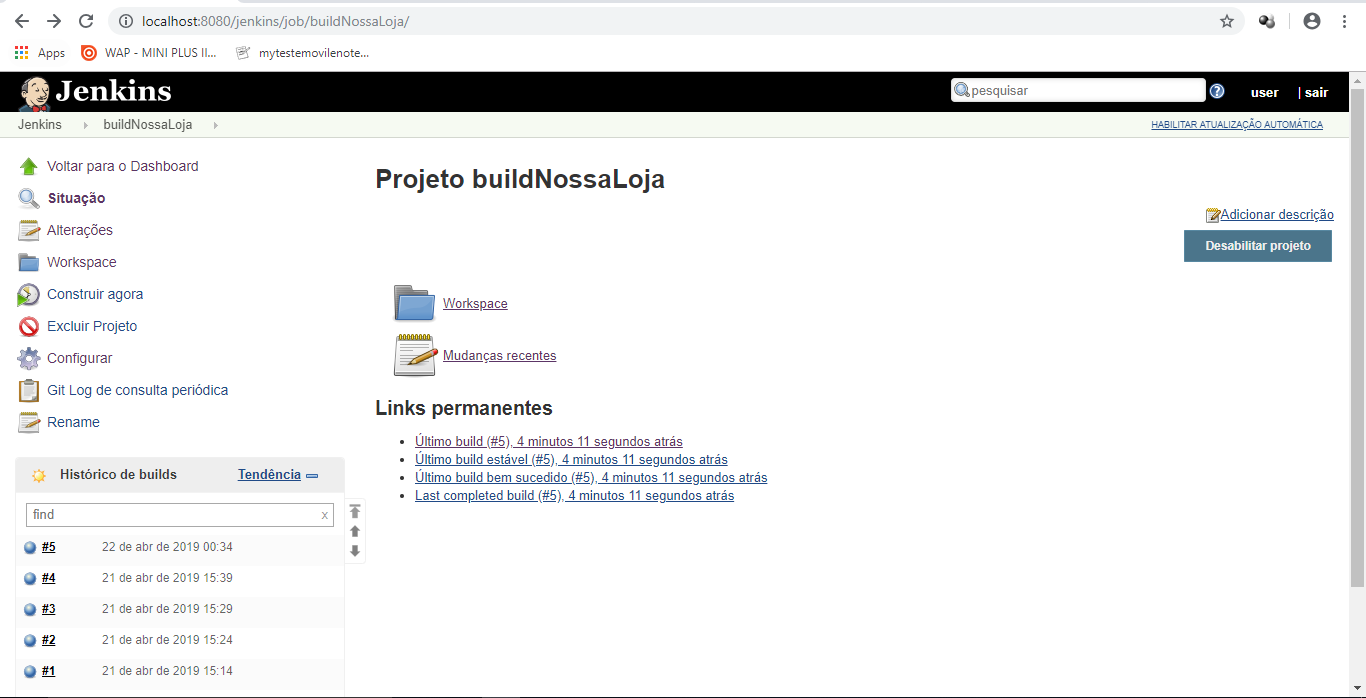 localhost:8080/jenkins/job/buildNossaLoja/
Apps WAP - MINI PLUS II... mytestemovilenote...
Jenkins pesquisar ? user | sair
Jenkins buildNossaLoja HABILITAR ATUALIZAÇÃO AUTOMÁTICA
Voltar para o Dashboard
Situação
Alterações
Workspace
Construir agora
Excluir Projeto
Configurar
Git Log de consulta periódica
Rename
Histórico de builds Tendência
find x
#5 22 de abr de 2019 00:34
#4 21 de abr de 2019 15:39
#3 21 de abr de 2019 15:29
#2 21 de abr de 2019 15:24
#1 21 de abr de 2019 15:14
Projeto buildNossaLoja
Adicionar descrição
Desabilitar projeto
Workspace
Mudanças recentes
Links permanentes
Último build (#5), 4 minutos 11 segundos atrás
Último build estável (#5), 4 minutos 11 segundos atrás
Último build bem sucedido (#5), 4 minutos 11 segundos atrás
Last completed build (#5), 4 minutos 11 segundos atrás